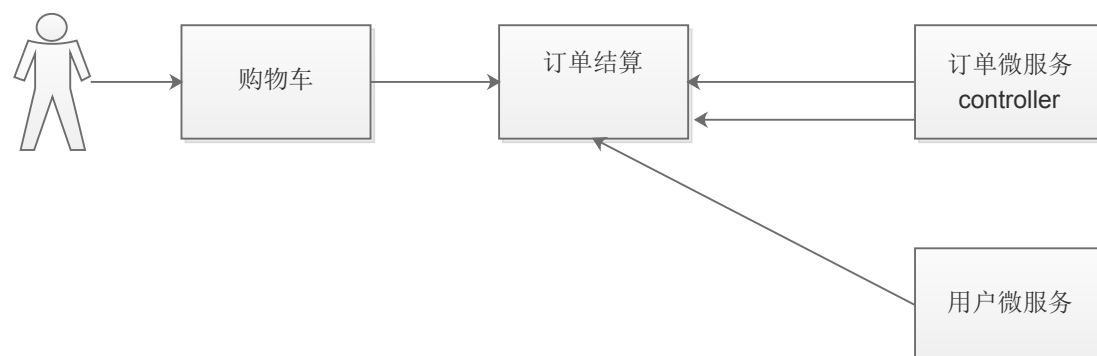 购物车
订单结算
订单微服务
controller
用户微服务